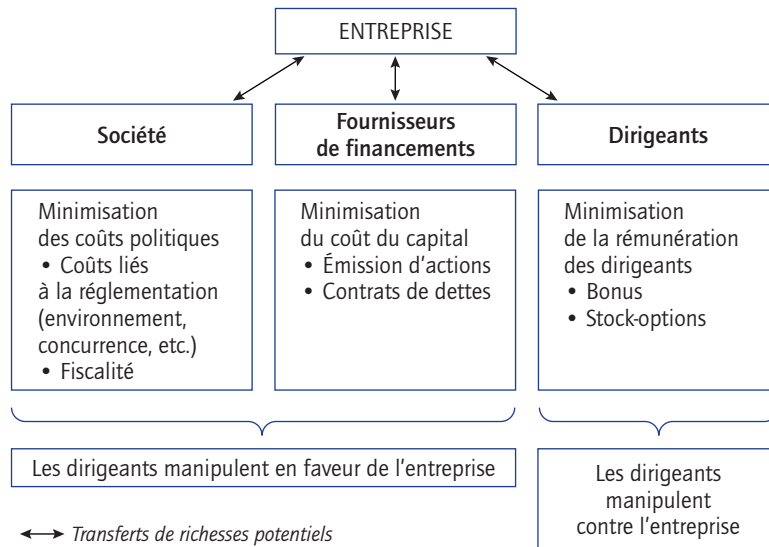 ENTREPRISE
Société
Fournisseurs
de financements
Dirigeants
Minimisation
des coûts politiques
• Coûts liés
à la réglementation
(environnement,
concurrence, etc.)
• Fiscalité
Minimisation
du coût du capital
• Émission d'actions
• Contrats de dettes
Minimisation
de la rémunération
des dirigeants
• Bonus
• Stock-options
Les dirigeants manipulent en faveur de l'entreprise
Les dirigeants
manipulent
contre l'entreprise
Transferts de richesses potentiels